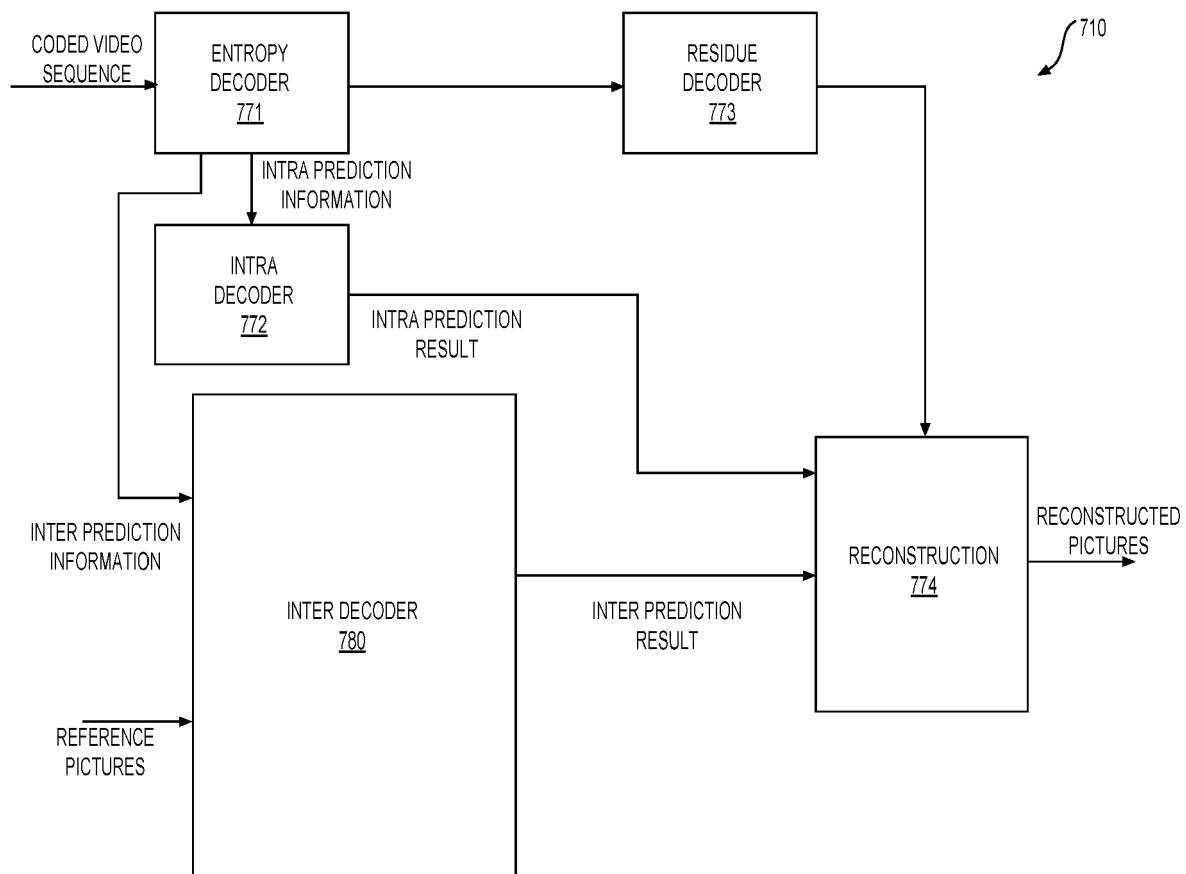 CODED VIDEO
SEQUENCE
ENTROPY
DECODER
771
RESIDUE
DECODER
773
710
INTRA PREDICTION
INFORMATION
INTRA
DECODER
772
INTRA PREDICTION
RESULT
INTER PREDICTION
INFORMATION
INTER DECODER
780
INTER PREDICTION
RESULT
RECONSTRUCTION
774
RECONSTRUCTED
PICTURES
REFERENCE
PICTURES